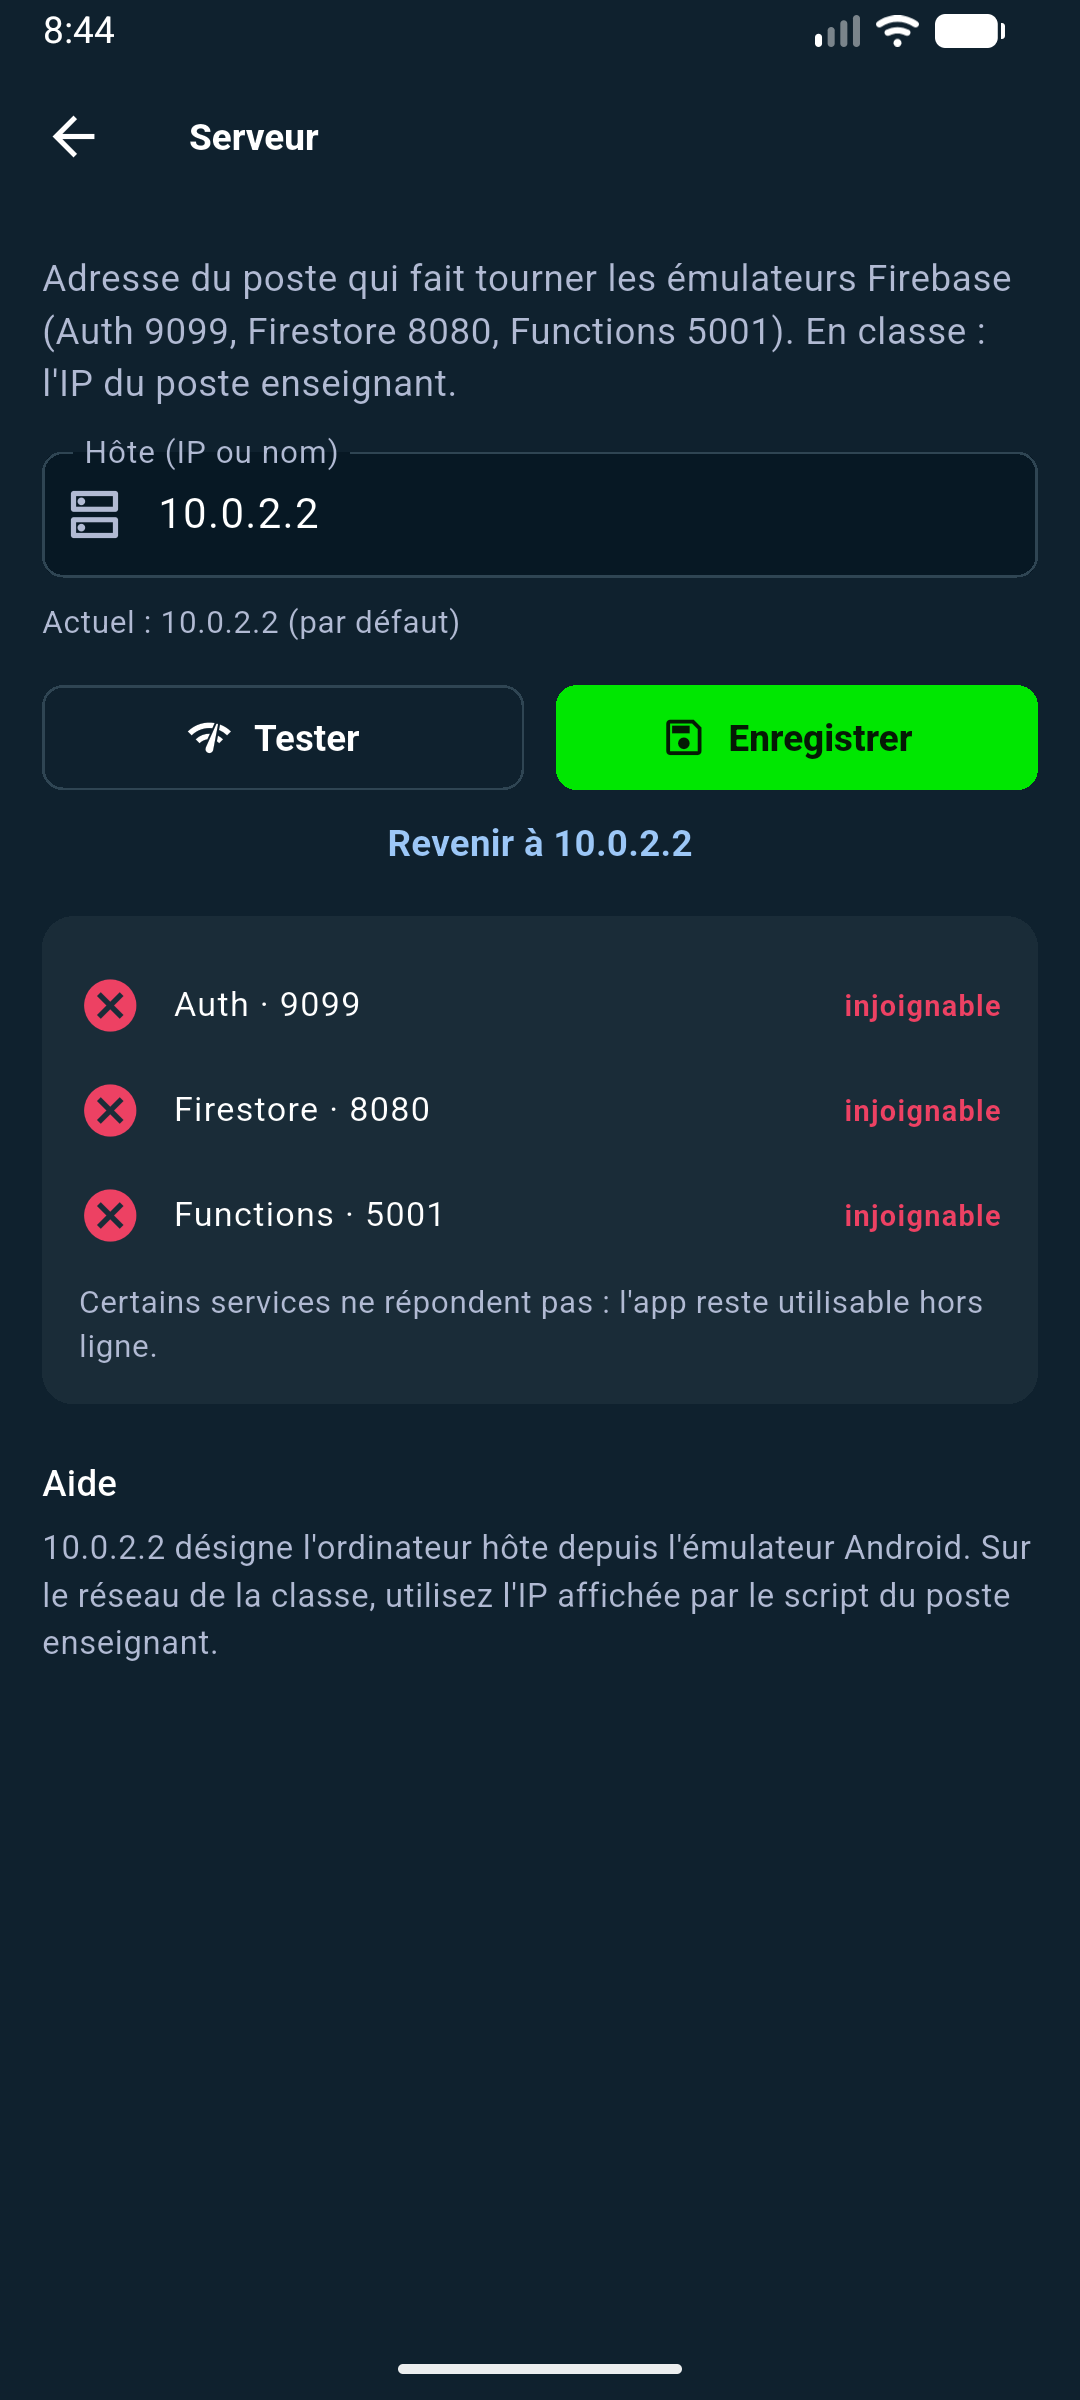 8:44
Serveur
Adresse du poste qui fait tourner les émulateurs Firebase
(Auth 9099, Firestore 8080, Functions 5001). En classe :
l'IP du poste enseignant.
Hôte (IP ou nom)
10.0.2.2
Actuel : 10.0.2.2 (par défaut)
Tester
Enregistrer
Revenir à 10.0.2.2
Auth · 9099
injoignable
Firestore · 8080
injoignable
Functions · 5001
injoignable
Certains services ne répondent pas : l'app reste utilisable hors
ligne.
Aide
10.0.2.2 désigne l'ordinateur hôte depuis l'émulateur Android. Sur
le réseau de la classe, utilisez l'IP affichée par le script du poste
enseignant.